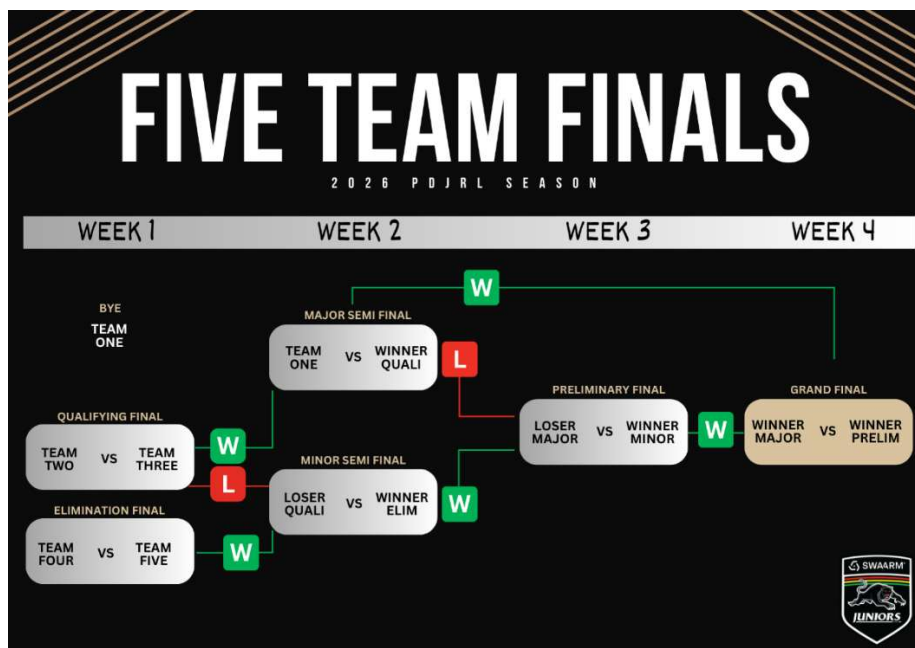 FIVE TEAM FINALS
2026 PDJRL SEASON
WEEK 1
WEEK 2
WEEK 3
WEEK 4
BYE
TEAM
ONE
W
MAJOR SEMI FINAL
TEAM
ONE
VS
WINNER
QUALI
L
QUALIFYING FINAL
TEAM
TWO
VS
TEAM
THREE
W
L
MINOR SEMI FINAL
LOSER
QUALI
VS
WINNER
ELIM
W
ELIMINATION FINAL
TEAM
FOUR
VS
TEAM
FIVE
W
PRELIMINARY FINAL
LOSER
MAJOR
VS
WINNER
MINOR
W
GRAND FINAL
WINNER
MAJOR
VS
WINNER
PRELIM
SWAARM
JUNIORS